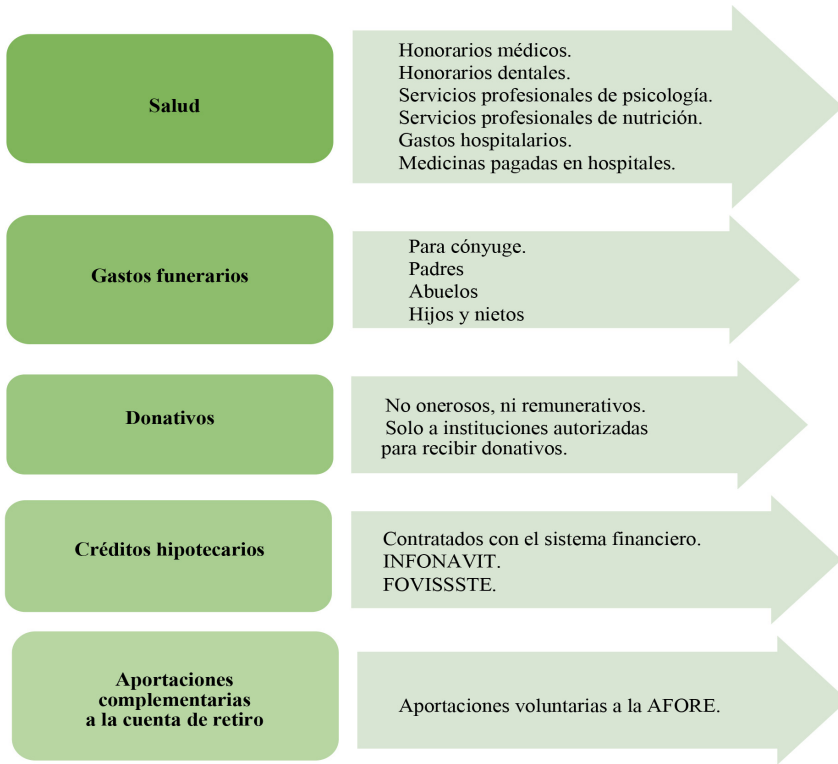 Salud
Honorarios médicos.
Honorarios dentales.
Servicios profesionales de psicología.
Servicios profesionales de nutrición.
Gastos hospitalarios.
Medicinas pagadas en hospitales.
Gastos funerarios
Para cónyuge.
Padres
Abuelos
Hijos y nietos
Donativos
No onerosos, ni remunerativos.
Solo a instituciones autorizadas
para recibir donativos.
Créditos hipotecarios
Contratados con el sistema financiero.
INFONAVIT.
FOVISSSTE.
Aportaciones
complementarias
a la cuenta de retiro
Aportaciones voluntarias a la AFORE.